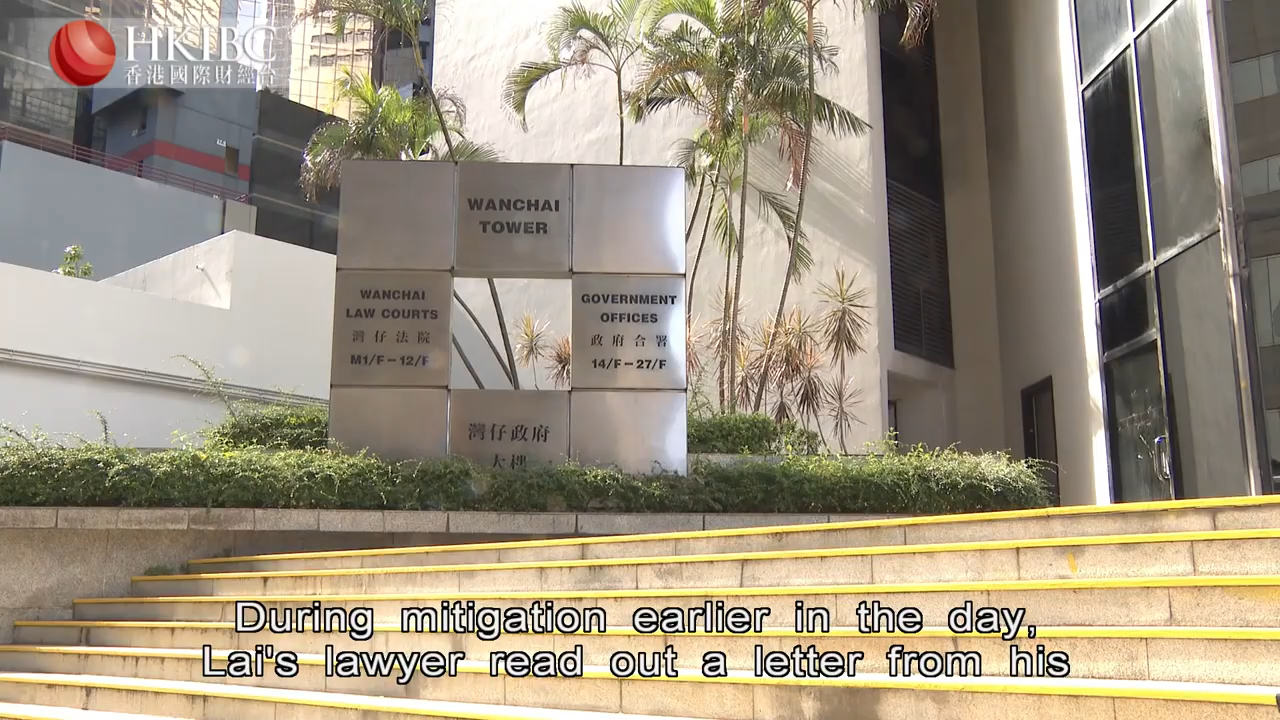 HKIBC
香港國際財經台
WANCHAI
TOWER
WANCHAI
LAW COURTS
灣仔法院
M1/F－12/F
GOVERNMENT
OFFICES
政府合署
14/F－27/F
灣仔政府
大樓
During mitigation earlier in the day,
Lai's lawyer read out a letter from his